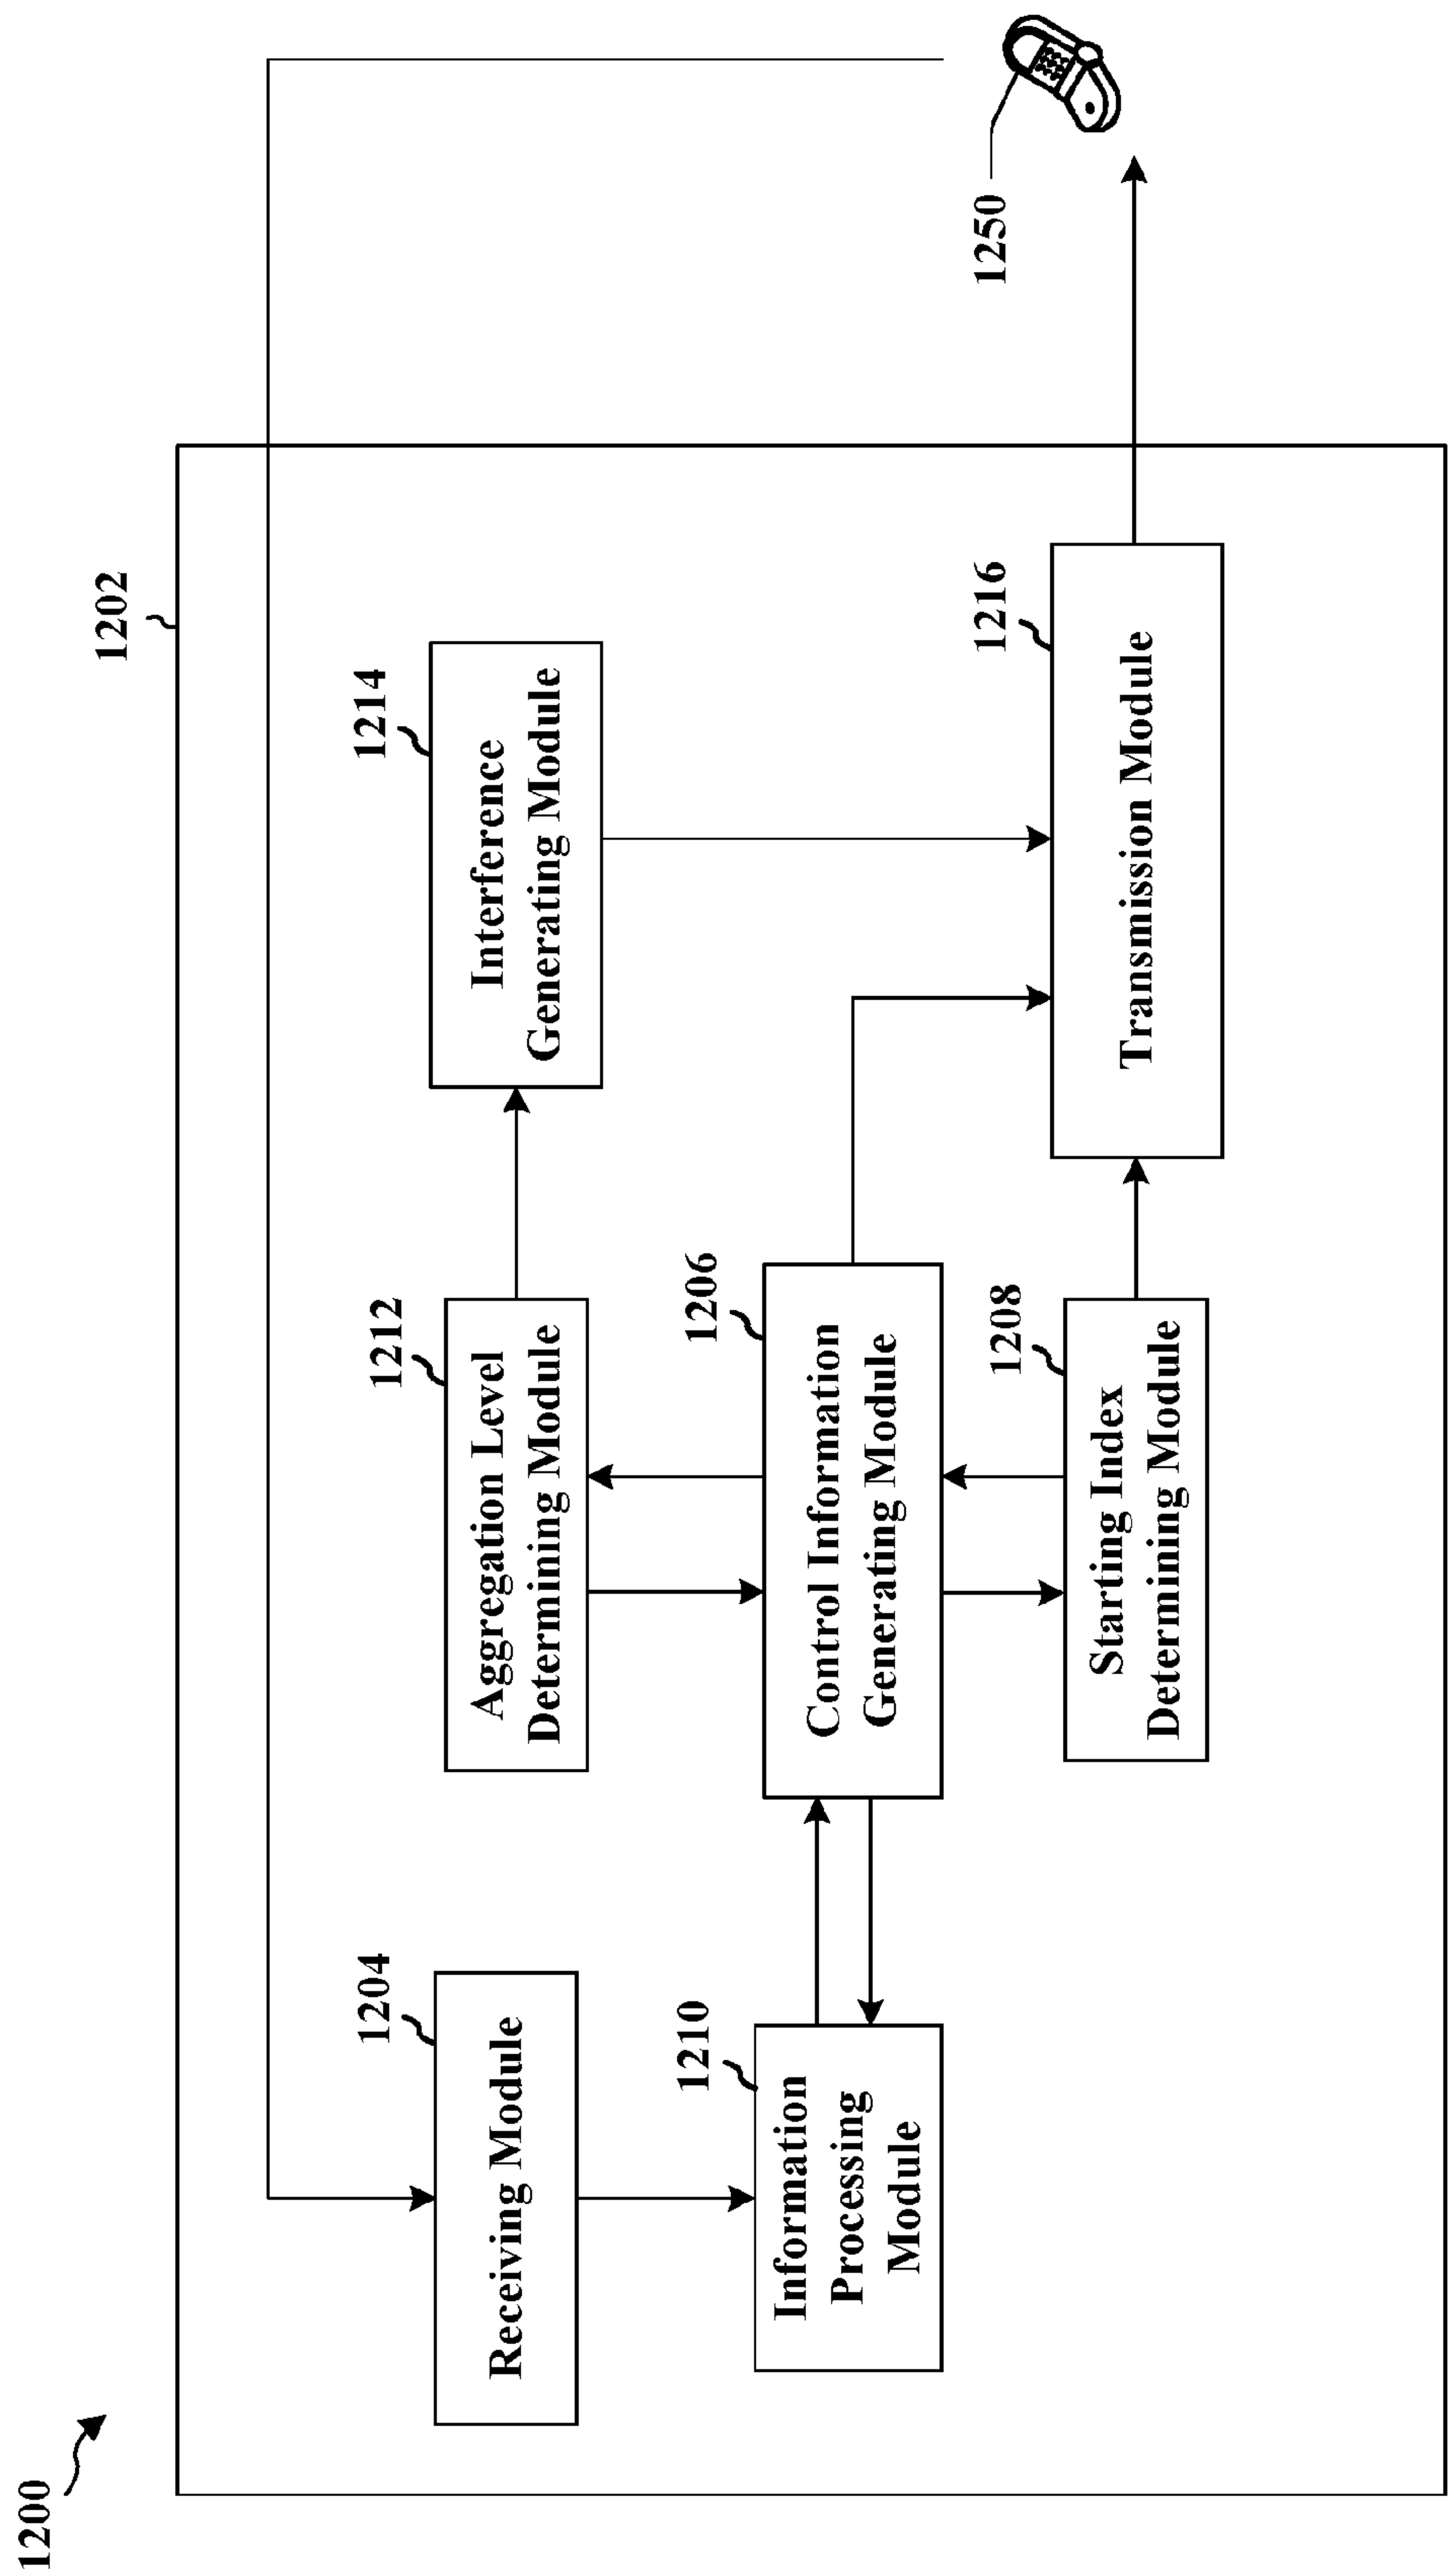 1200
1202
1204
Receiving Module
1212
Aggregation Level
Determining Module
1214
Interference
Generating Module
1210
Information
Processing
Module
1206
Control Information
Generating Module
1208
Starting Index
Determining Module
1216
Transmission Module
1250